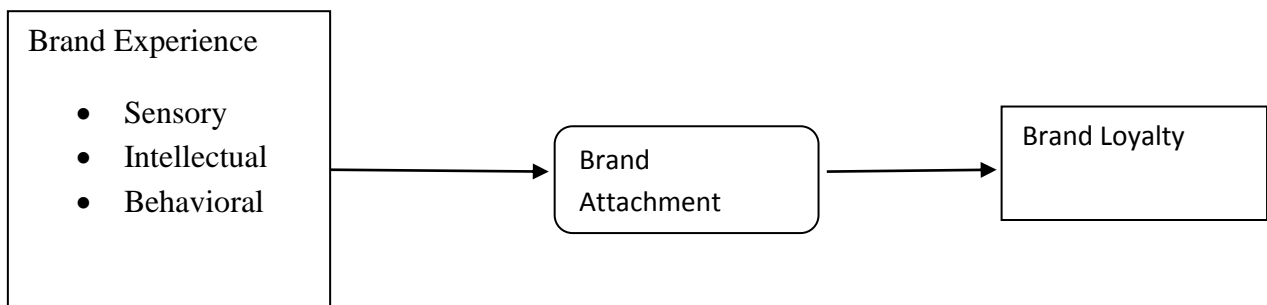 Brand Experience
• Sensory
• Intellectual
• Behavioral
Brand
Attachment
Brand Loyalty